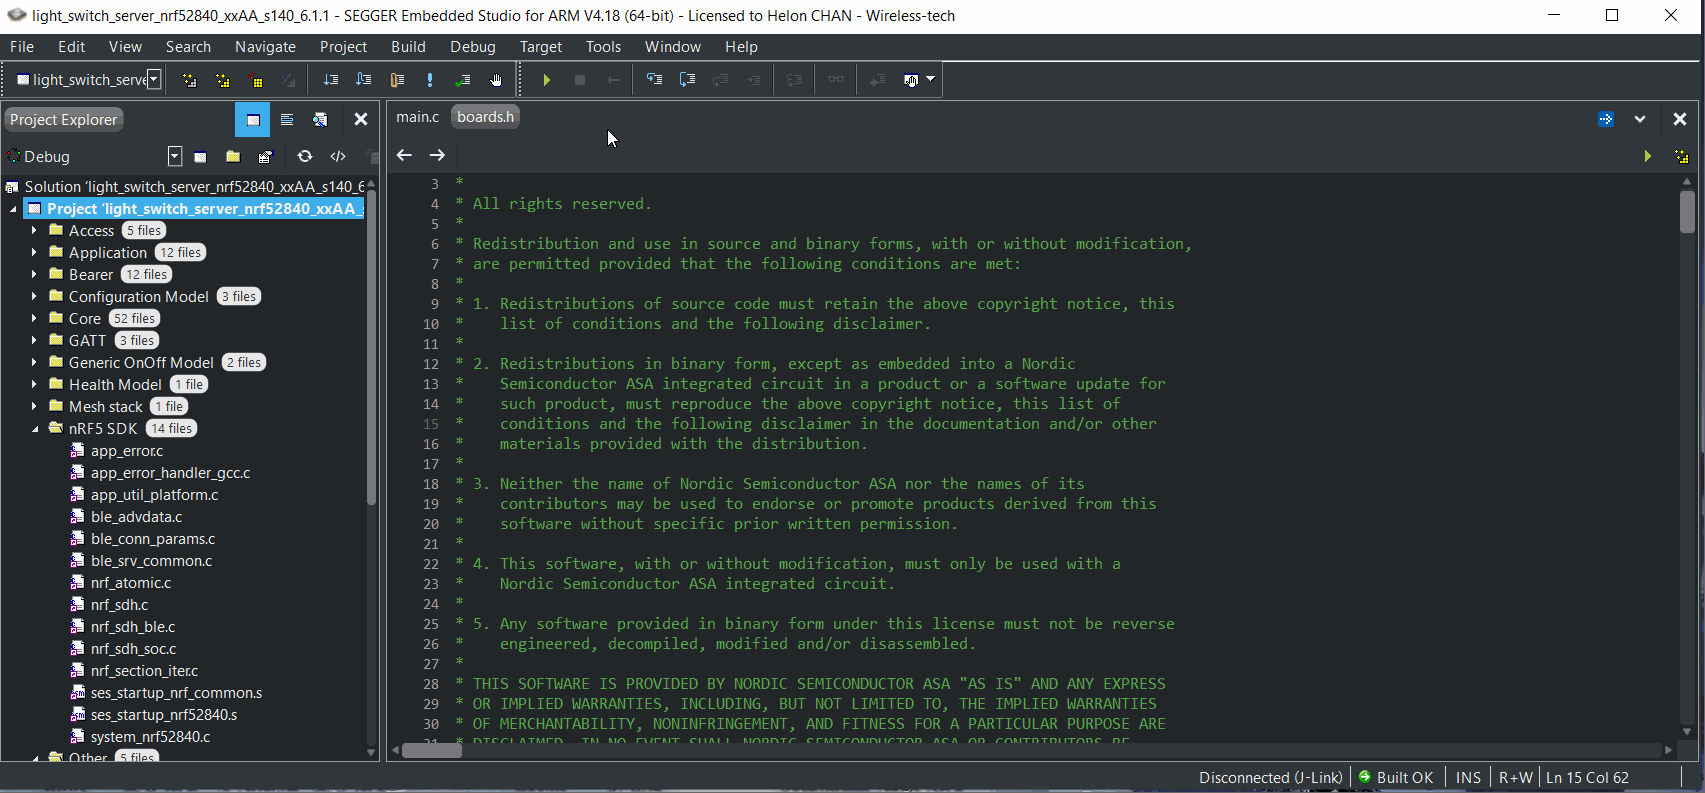 light_switch_server_nrf52840_xxAA_s140_6.1.1 - SEGGER Embedded Studio for ARM V4.18 (64-bit) - Licensed to Helon CHAN - Wireless-tech
File Edit View Search Navigate Project Build Debug Target Tools Window Help
light_switch_serve
Project Explorer
Debug
Solution 'light_switch_server_nrf52840_xxAA_s140_6
Project 'light_switch_server_nrf52840_xxAA_s
Access 5 files
Application 12 files
Bearer 12 files
Configuration Model 3 files
Core 52 files
GATT 3 files
Generic OnOff Model 2 files
Health Model 1 file
Mesh stack 1 file
nRF5 SDK 14 files
app_error.c
app_error_handler_gcc.c
app_util_platform.c
ble_advdata.c
ble_conn_params.c
ble_srv_common.c
nrf_atomic.c
nrf_sdh.c
nrf_sdh_ble.c
nrf_sdh_soc.c
nrf_section_iter.c
ses_startup_nrf_common.s
ses_startup_nrf52840.s
system_nrf52840.c
Other 5 files
main.c boards.h
3 *
4 * All rights reserved.
5 *
6 * Redistribution and use in source and binary forms, with or without modification,
7 * are permitted provided that the following conditions are met:
8 *
9 * 1. Redistributions of source code must retain the above copyright notice, this
10 * list of conditions and the following disclaimer.
11 *
12 * 2. Redistributions in binary form, except as embedded into a Nordic
13 * Semiconductor ASA integrated circuit in a product or a software update for
14 * such product, must reproduce the above copyright notice, this list of
15 * conditions and the following disclaimer in the documentation and/or other
16 * materials provided with the distribution.
17 *
18 * 3. Neither the name of Nordic Semiconductor ASA nor the names of its
19 * contributors may be used to endorse or promote products derived from this
20 * software without specific prior written permission.
21 *
22 * 4. This software, with or without modification, must only be used with a
23 * Nordic Semiconductor ASA integrated circuit.
24 *
25 * 5. Any software provided in binary form under this license must not be reverse
26 * engineered, decompiled, modified and/or disassembled.
27 *
28 * THIS SOFTWARE IS PROVIDED BY NORDIC SEMICONDUCTOR ASA "AS IS" AND ANY EXPRESS
29 * OR IMPLIED WARRANTIES, INCLUDING, BUT NOT LIMITED TO, THE IMPLIED WARRANTIES
30 * OF MERCHANTABILITY, NONINFRINGEMENT, AND FITNESS FOR A PARTICULAR PURPOSE ARE
31 * DISCLAIMED. IN NO EVENT SHALL NORDIC SEMICONDUCTOR ASA OR CONTRIBUTORS BE
Disconnected (J-Link) Built OK INS R+W Ln 15 Col 62